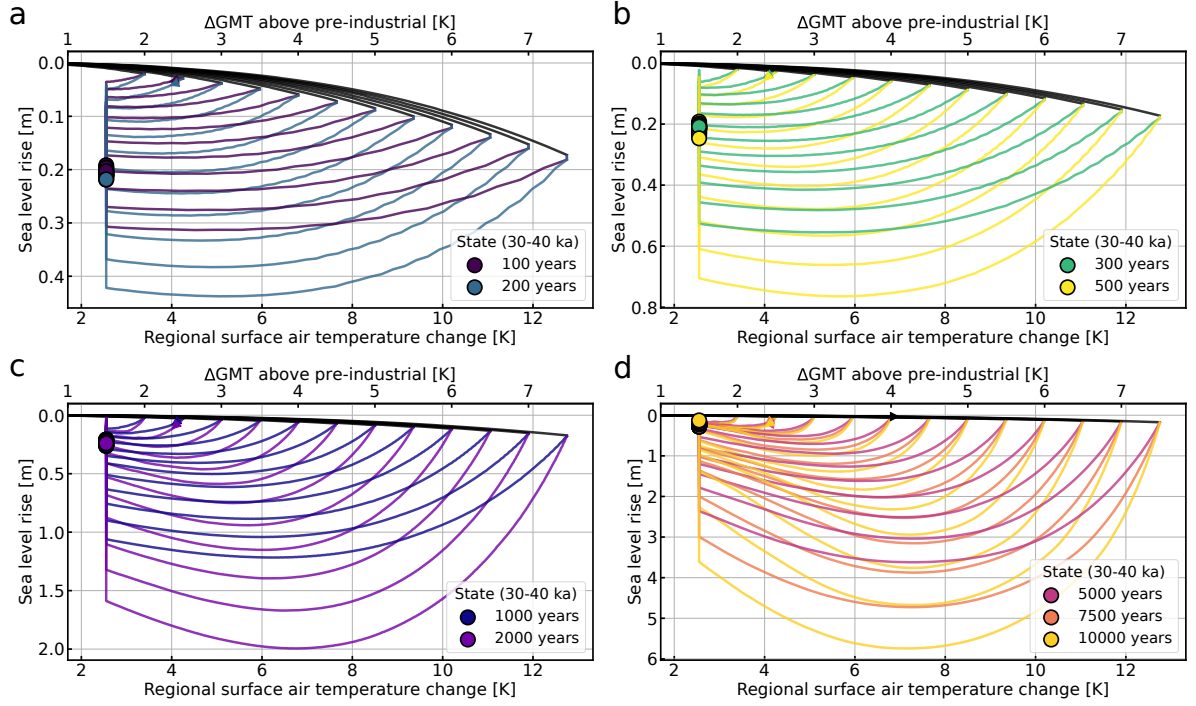 a
ΔGMT above pre-industrial [K]
1 2 3 4 5 6 7
0.0
0.1
0.2
0.3
0.4
Sea level rise [m]
State (30-40 ka)
100 years
200 years
2 4 6 8 10 12
Regional surface air temperature change [K]
b
ΔGMT above pre-industrial [K]
1 2 3 4 5 6 7
0.0
0.2
0.4
0.6
0.8
Sea level rise [m]
State (30-40 ka)
300 years
500 years
2 4 6 8 10 12
Regional surface air temperature change [K]
c
ΔGMT above pre-industrial [K]
1 2 3 4 5 6 7
0.0
0.5
1.0
1.5
2.0
Sea level rise [m]
State (30-40 ka)
1000 years
2000 years
2 4 6 8 10 12
Regional surface air temperature change [K]
d
ΔGMT above pre-industrial [K]
1 2 3 4 5 6 7
0
1
2
3
4
5
6
Sea level rise [m]
State (30-40 ka)
5000 years
7500 years
10000 years
2 4 6 8 10 12
Regional surface air temperature change [K]